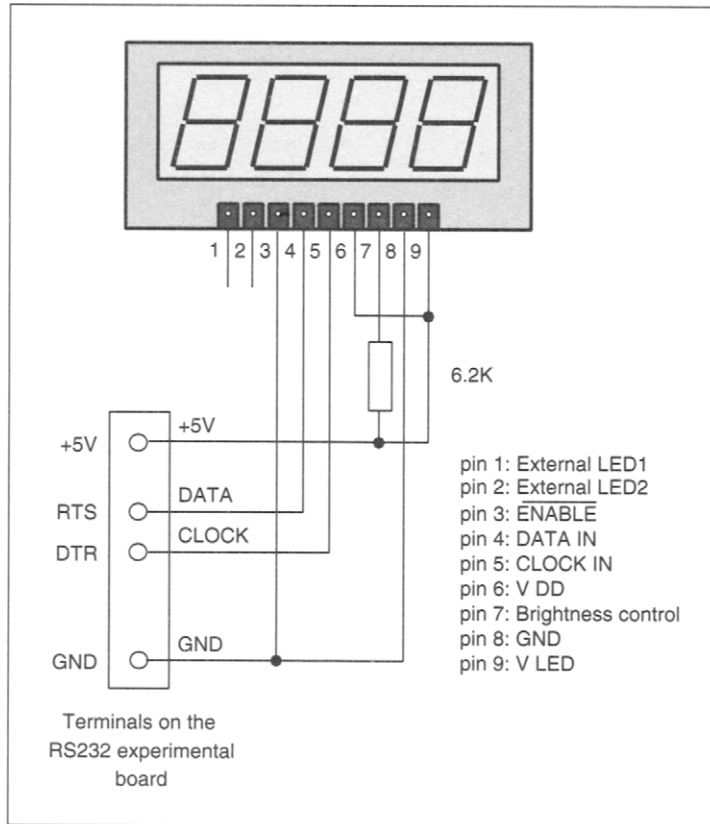 1 2 3 4 5 6 7 8 9
6.2K
+5V
+5V
RTS
DATA
DTR
CLOCK
GND
GND
Terminals on the
RS232 experimental
board
pin 1: External LED1
pin 2: External LED2
pin 3: E̅N̅A̅B̅L̅E̅
pin 4: DATA IN
pin 5: CLOCK IN
pin 6: V DD
pin 7: Brightness control
pin 8: GND
pin 9: V LED